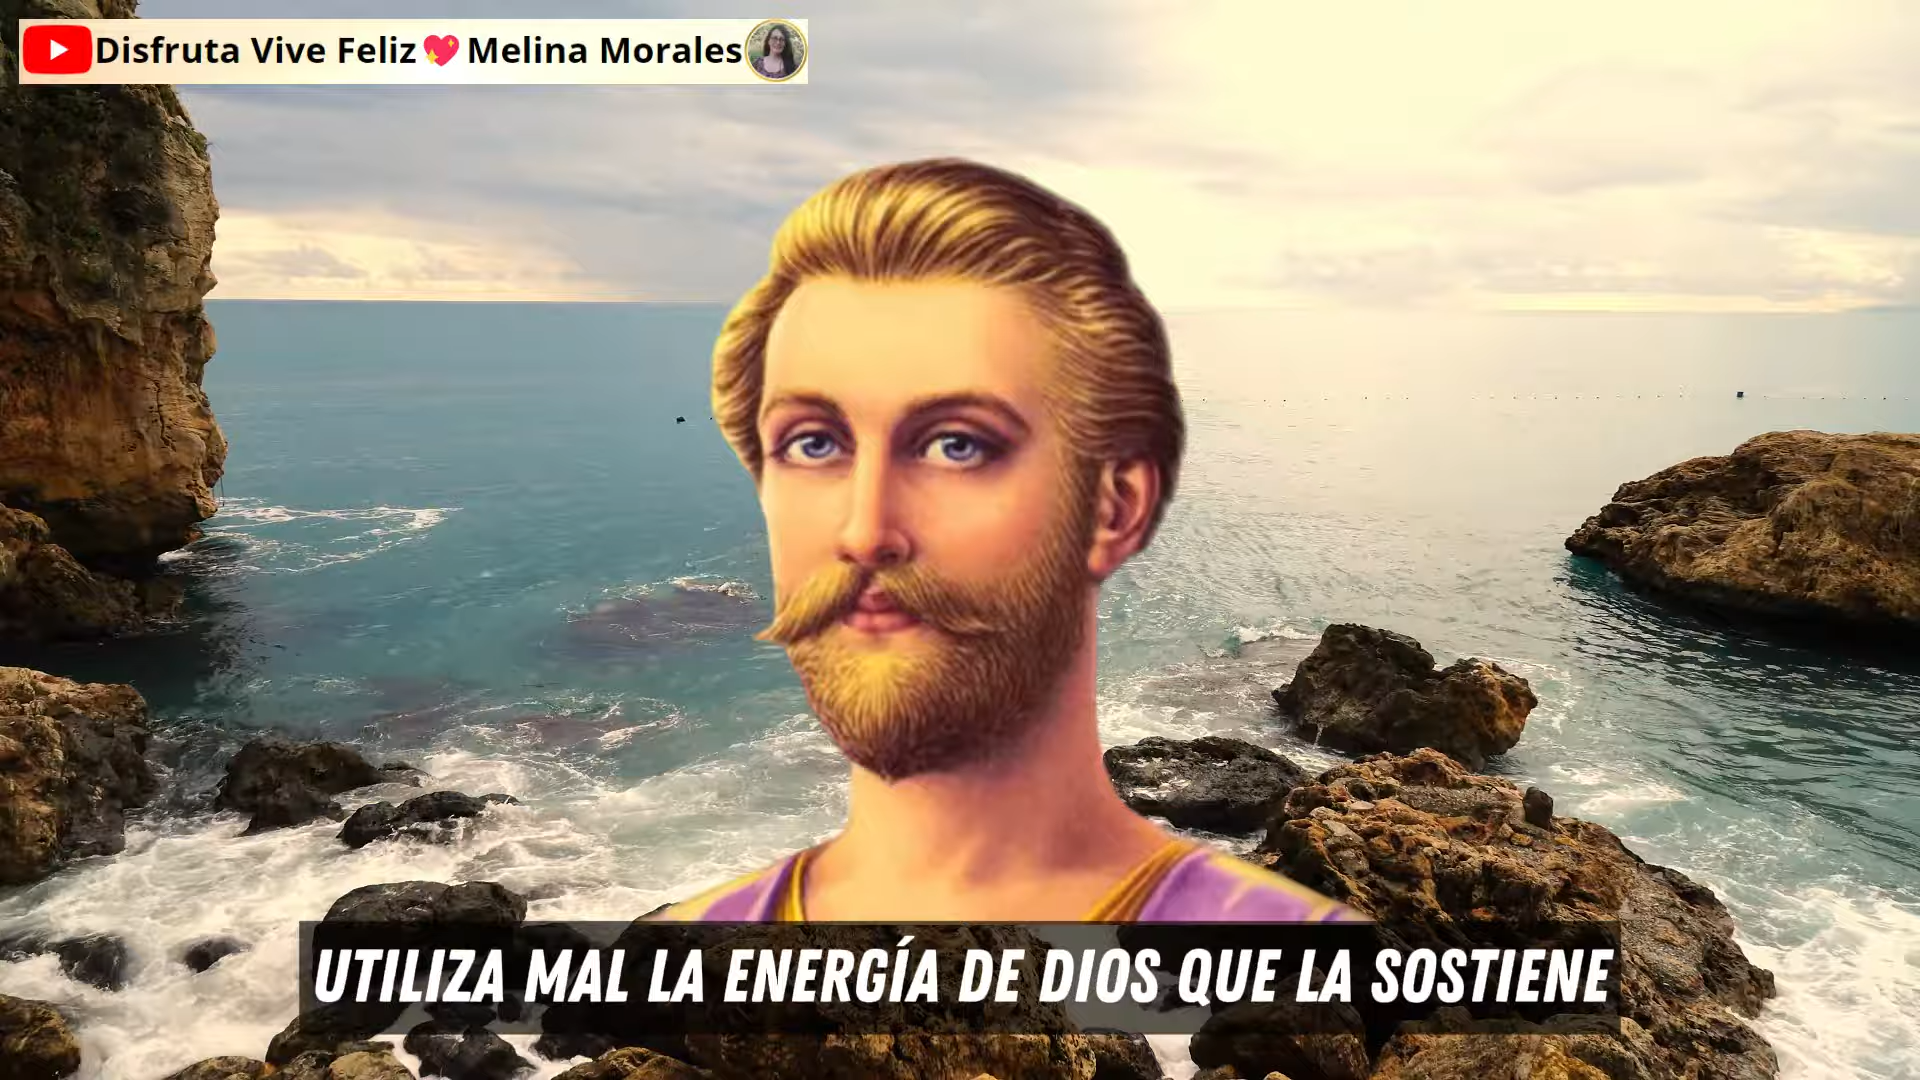 Disfruta Vive Feliz💖Melina Morales
UTILIZA MAL LA ENERGÍA DE DIOS QUE LA SOSTIENE